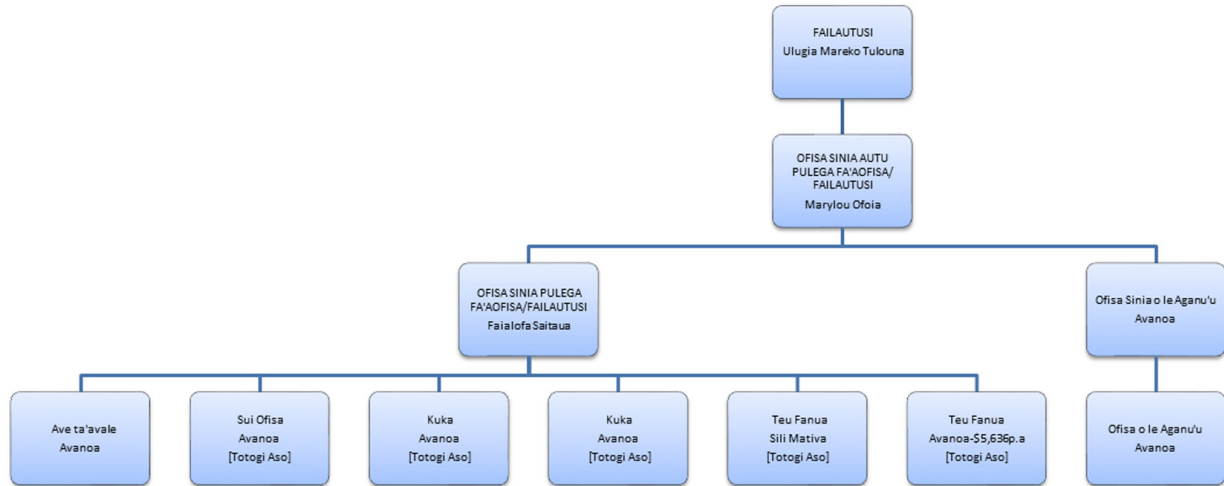 FAILAUTUSI
Ulugia Mareko Tulouna
OFISA SINIA AUTU
PULEGA FA'AOFISA/
FAILAUTUSI
Marylou Ofoia
OFISA SINIA PULEGA
FA'AOFISA/FAILAUTUSI
Faialofa Saitaua
Ofisa Sinia o le Aganu'u
Avanoa
Ave ta'avale
Avanoa
Sui Ofisa
Avanoa
[Totogi Aso]
Kuka
Avanoa
[Totogi Aso]
Kuka
Avanoa
[Totogi Aso]
Teu Fanua
Sili Mativa
[Totogi Aso]
Teu Fanua
Avanoa-$5,636p.a
[Totogi Aso]
Ofisa o le Aganu'u
Avanoa